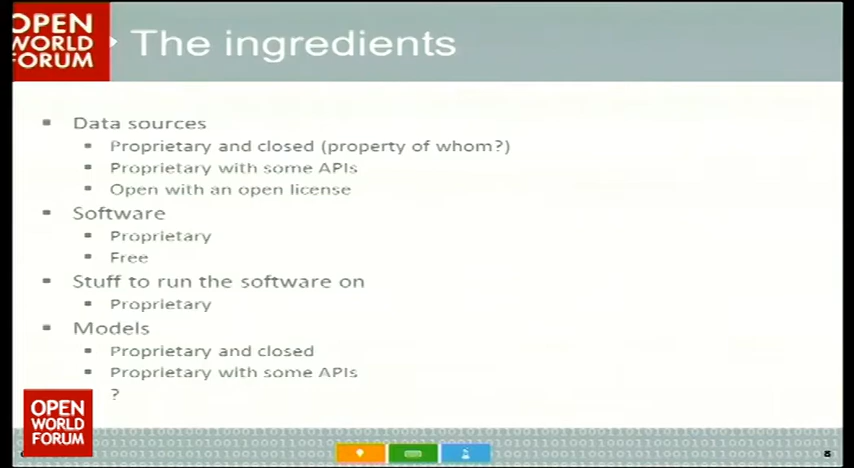 OPEN
WORLD
FORUM
The ingredients
Data sources
Proprietary and closed (property of whom?)
Proprietary with some APIs
Open with an open license
Software
Proprietary
Free
Stuff to run the software on
Proprietary
Models
Proprietary and closed
Proprietary with some APIs
?
OPEN
WORLD
FORUM
8